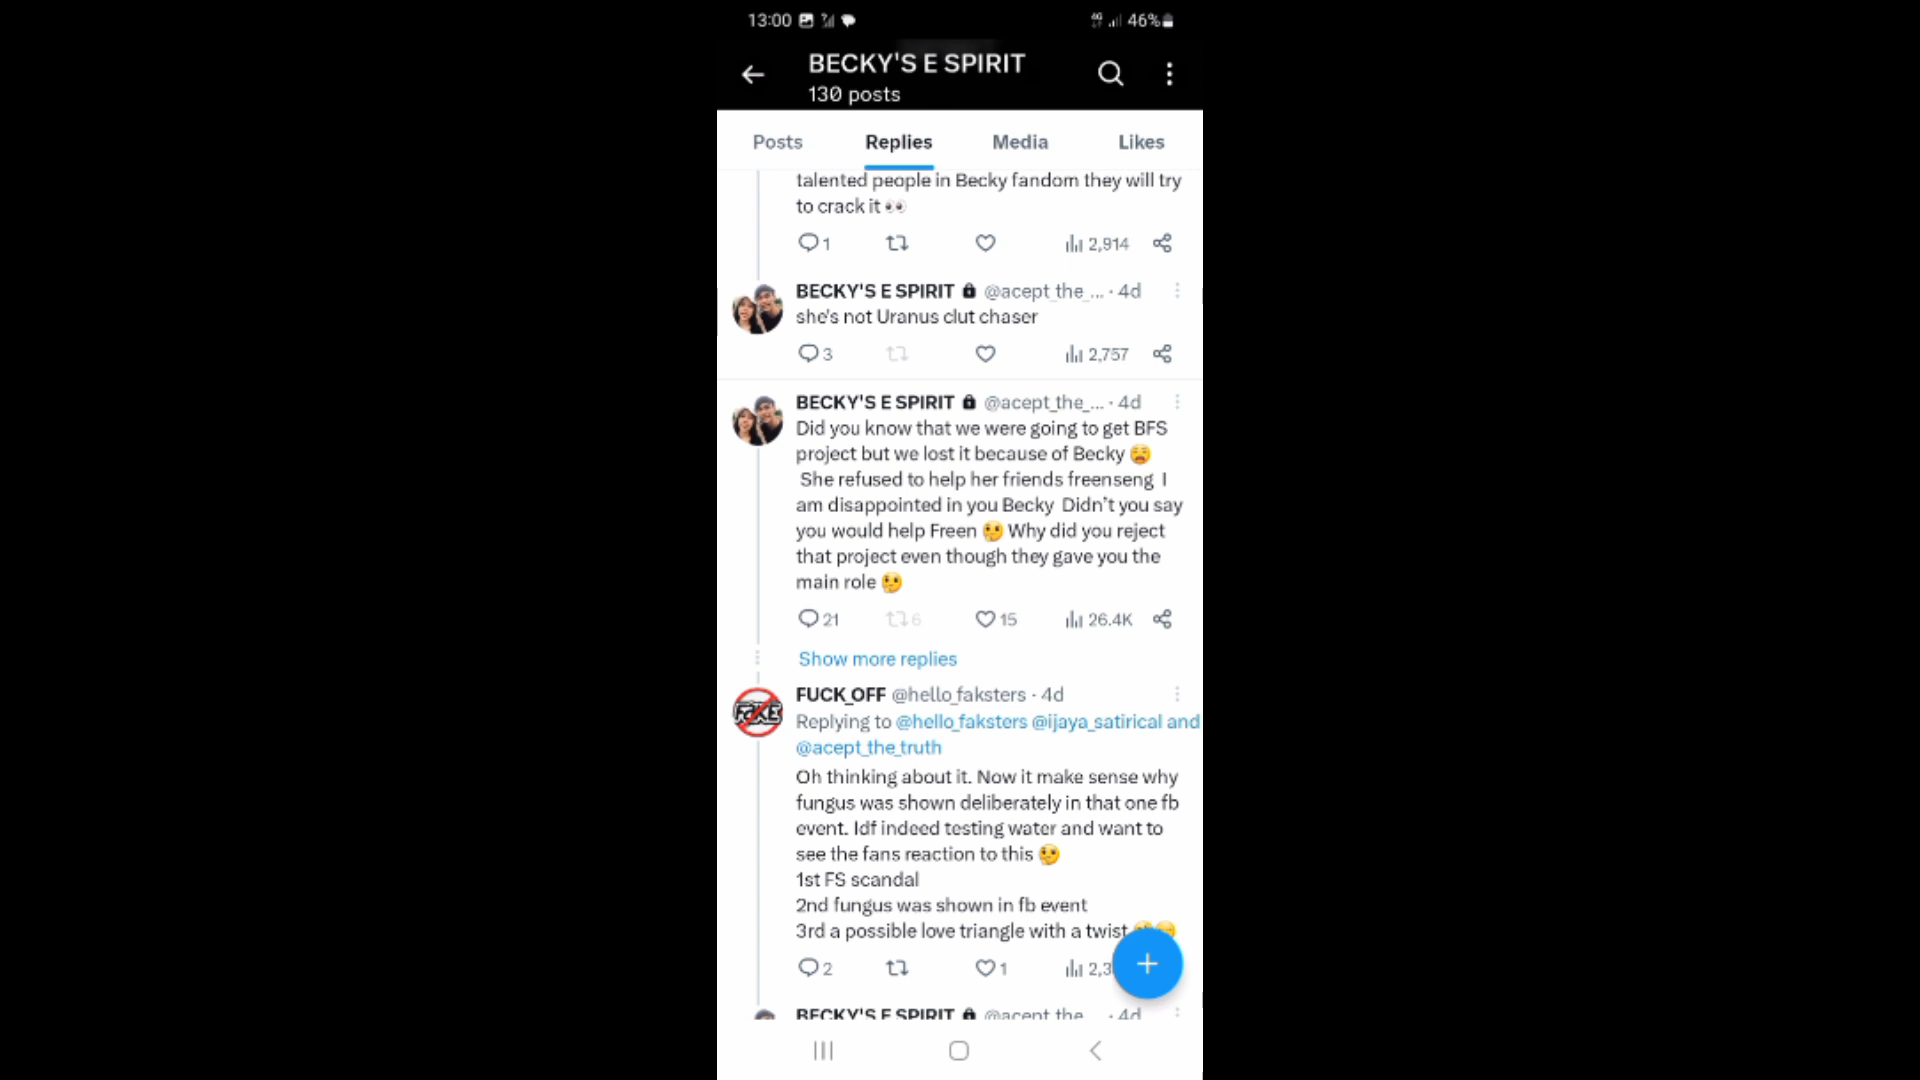 13:00 46%
BECKY'S E SPIRIT
130 posts
Posts Replies Media Likes
talented people in Becky fandom they will try
to crack it 👀
1 2,914
BECKY'S E SPIRIT @acept_the_... · 4d
she's not Uranus clut chaser
3 2,757
BECKY'S E SPIRIT @acept_the_... · 4d
Did you know that we were going to get BFS
project but we lost it because of Becky 😫
She refused to help her friends freenseng I
am disappointed in you Becky Didn't you say
you would help Freen 🤔 Why did you reject
that project even though they gave you the
main role 🤔
21 6 15 26.4K
Show more replies
FUCK_OFF @hello_faksters · 4d
Replying to @hello_faksters @ijaya_satirical and
@acept_the_truth
Oh thinking about it. Now it make sense why
fungus was shown deliberately in that one fb
event. Idf indeed testing water and want to
see the fans reaction to this 🤔
1st FS scandal
2nd fungus was shown in fb event
3rd a possible love triangle with a twist
2 1 2,3
BECKY'S E SPIRIT @acept_the_... · 4d